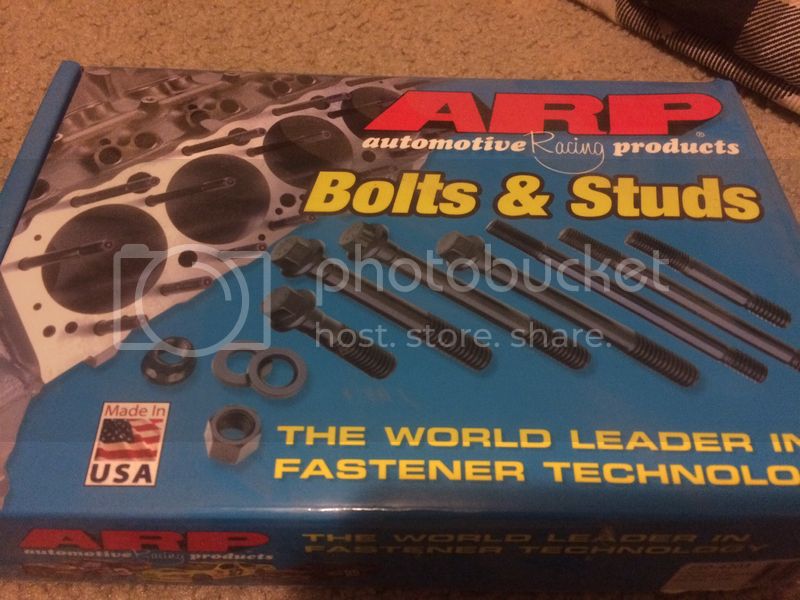 ARP
®
automotive Racing products
Bolts & Studs
photobucket
host. store. share.
Made In
USA
THE WORLD LEADER IN
FASTENER TECHNOLO
ARP
automotive Racing products
THE WORLD LEADER IN
FASTENER TECHNOLOGY